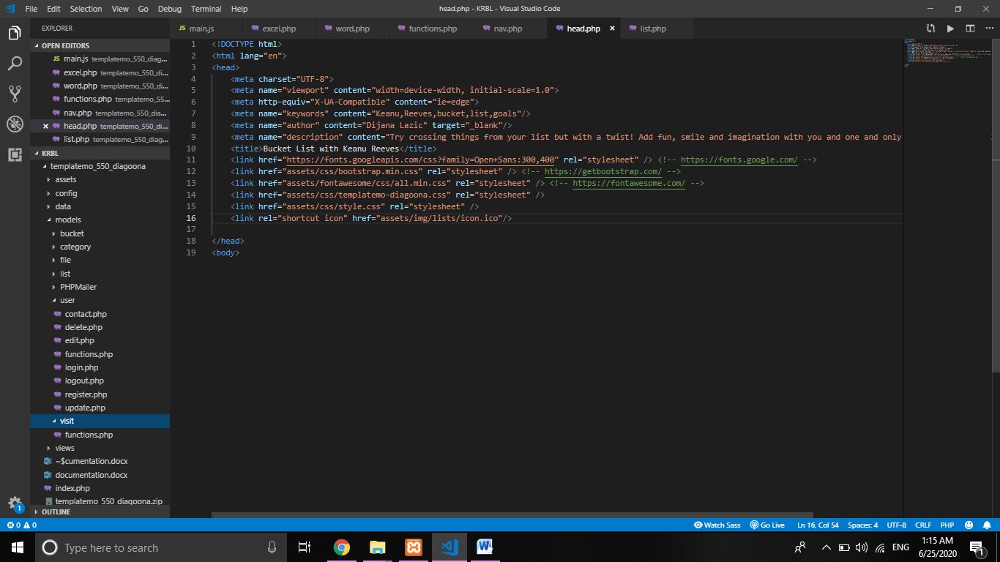 File Edit Selection View Go Debug Terminal Help
head.php - KRBL - Visual Studio Code
EXPLORER
OPEN EDITORS
JS main.js templatemo_550_diag...
excel.php templatemo_550_di...
word.php templatemo_550_di...
functions.php templatemo_55...
nav.php templatemo_550_dia...
head.php templatemo_550_di...
list.php templatemo_550_diag...
KRBL
templatemo_550_diagoona
assets
config
data
models
bucket
category
file
list
PHPMailer
user
contact.php
delete.php
edit.php
functions.php
login.php
logout.php
register.php
update.php
visit
functions.php
views
~$cumentation.docx
documentation.docx
index.php
templatemo_550_diagoona.zip
OUTLINE
JS main.js excel.php word.php functions.php nav.php head.php list.php
1 <!DOCTYPE html>
2 <html lang="en">
3 <head>
4 <meta charset="UTF-8">
5 <meta name="viewport" content="width=device-width, initial-scale=1.0">
6 <meta http-equiv="X-UA-Compatible" content="ie=edge">
7 <meta name="keywords" content="Keanu,Reeves,bucket,list,goals"/>
8 <meta name="author" content="Dijana Lazic" target="_blank"/>
9 <meta name="description" content="Try crossing things from your list but with a twist! Add fun, smile and imagination with you and one and only
10 <title>Bucket List with Keanu Reeves</title>
11 <link href="https://fonts.googleapis.com/css?family=Open+Sans:300,400" rel="stylesheet" /> <!-- https://fonts.google.com/ -->
12 <link href="assets/css/bootstrap.min.css" rel="stylesheet" /> <!-- https://getbootstrap.com/ -->
13 <link href="assets/fontawesome/css/all.min.css" rel="stylesheet" /> <!-- https://fontawesome.com/ -->
14 <link href="assets/css/templatemo-diagoona.css" rel="stylesheet" />
15 <link href="assets/css/style.css" rel="stylesheet" />
16 <link rel="shortcut icon" href="assets/img/lists/icon.ico"/>
17
18 </head>
19 <body>
1
0 0 Watch Sass Go Live Ln 16, Col 54 Spaces: 4 UTF-8 CRLF PHP
Type here to search
ENG
1:15 AM
6/25/2020
1